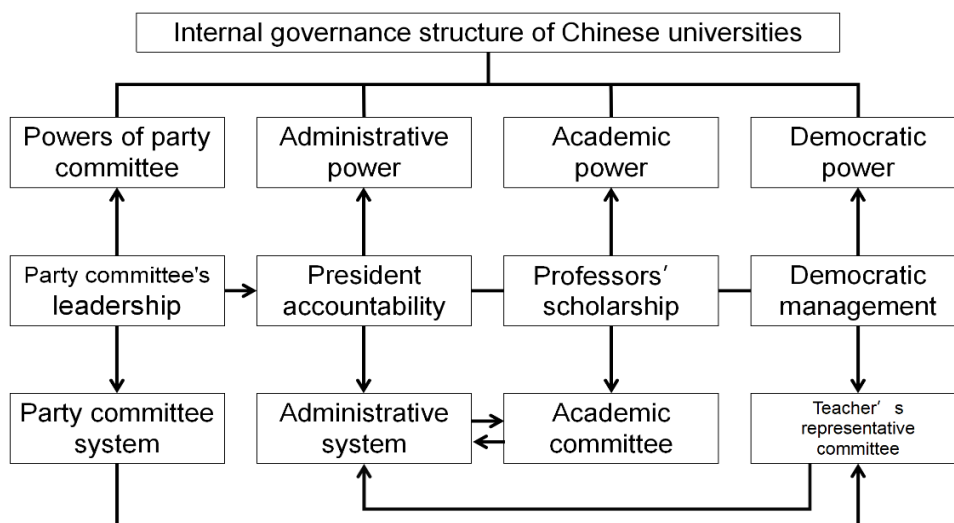 Internal governance structure of Chinese universities
Powers of party
committee
Administrative
power
Academic
power
Democratic
power
Party committee's
leadership
President
accountability
Professors’
scholarship
Democratic
management
Party committee
system
Administrative
system
Academic
committee
Teacher’ s
representative
committee